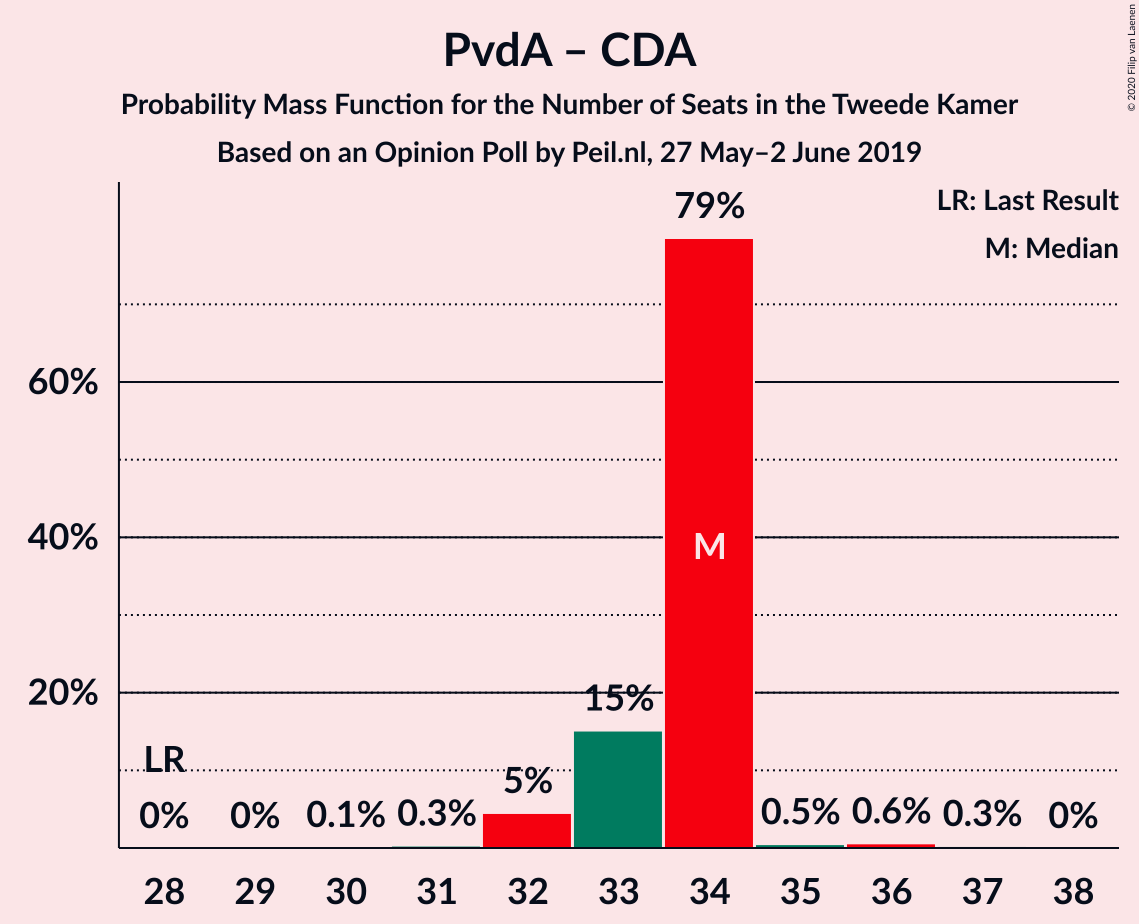 PvdA – CDA
Probability Mass Function for the Number of Seats in the Tweede Kamer
Based on an Opinion Poll by Peil.nl, 27 May–2 June 2019
© 2020 Filip van Laenen
LR: Last Result
M: Median
79%
60%
40%
20%
M
LR
0% 0% 0.1% 0.3% 5% 15% 0.5% 0.6% 0.3% 0%
28 29 30 31 32 33 34 35 36 37 38